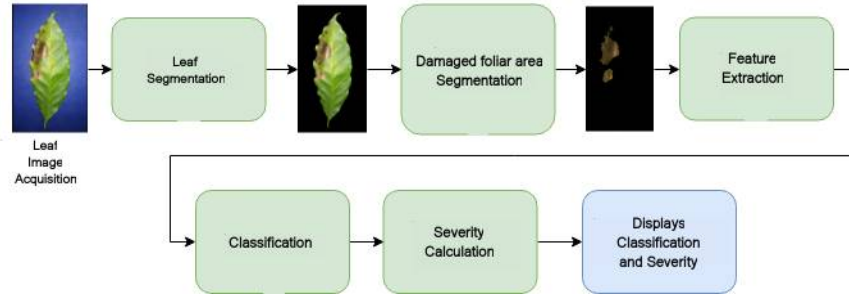 Leaf
Segmentation
Damaged foliar area
Segmentation
Feature
Extraction
Leaf
Image
Acquisition
Classification
Severity
Calculation
Displays
Classification
and Severity